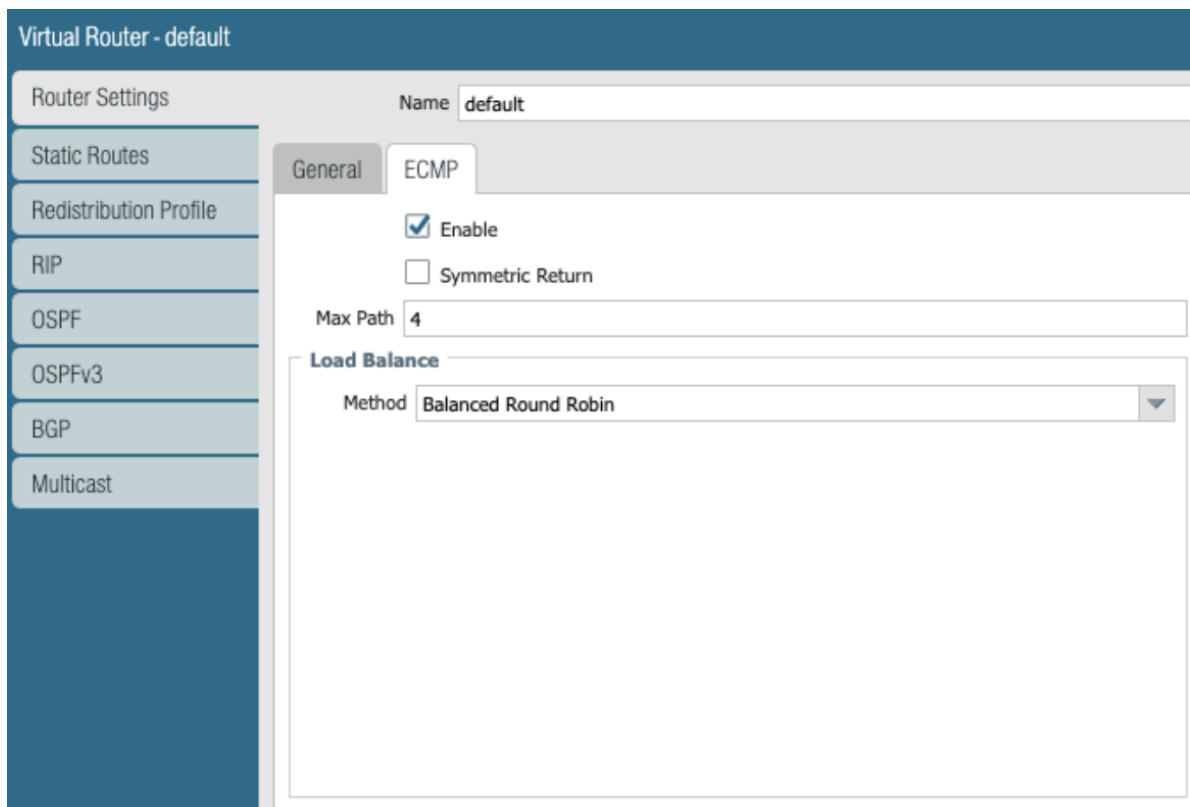 Virtual Router - default
Router Settings
Static Routes
Redistribution Profile
RIP
OSPF
OSPFv3
BGP
Multicast
Name default
General ECMP
Enable
Symmetric Return
Max Path 4
Load Balance
Method Balanced Round Robin